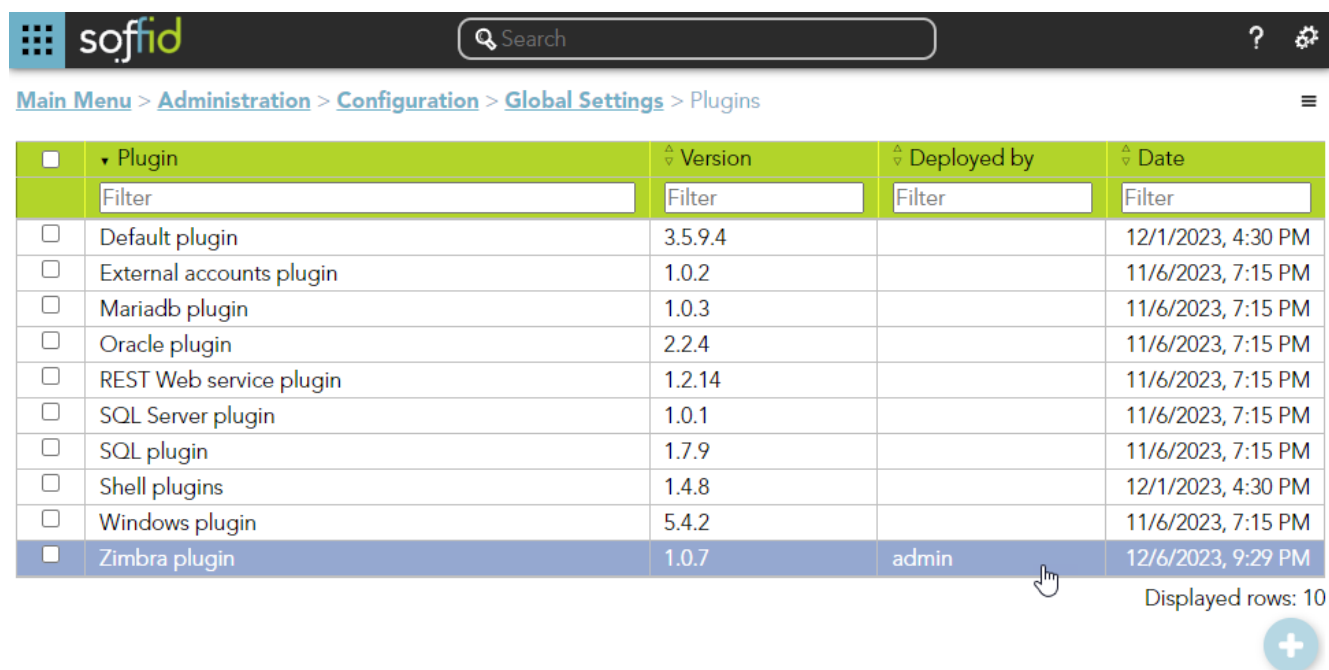 soffid Search ?
Main Menu > Administration > Configuration > Global Settings > Plugins
Plugin Version Deployed by Date
Filter Filter Filter Filter
Default plugin 3.5.9.4 12/1/2023, 4:30 PM
External accounts plugin 1.0.2 11/6/2023, 7:15 PM
Mariadb plugin 1.0.3 11/6/2023, 7:15 PM
Oracle plugin 2.2.4 11/6/2023, 7:15 PM
REST Web service plugin 1.2.14 11/6/2023, 7:15 PM
SQL Server plugin 1.0.1 11/6/2023, 7:15 PM
SQL plugin 1.7.9 11/6/2023, 7:15 PM
Shell plugins 1.4.8 12/1/2023, 4:30 PM
Windows plugin 5.4.2 11/6/2023, 7:15 PM
Zimbra plugin 1.0.7 admin 12/6/2023, 9:29 PM
Displayed rows: 10